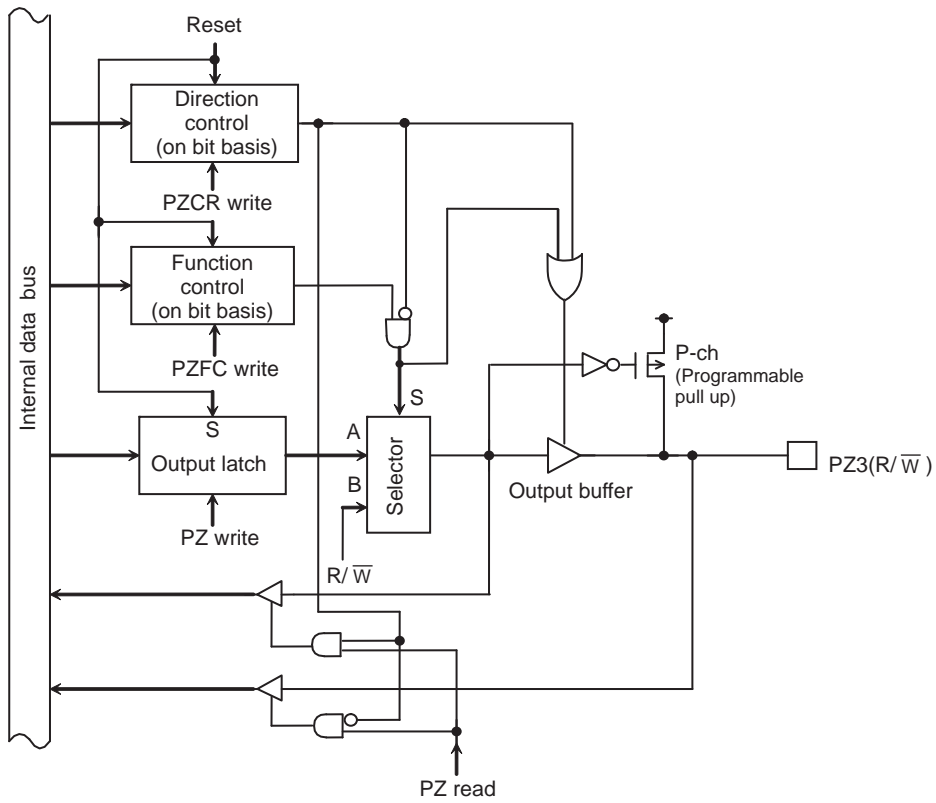 Reset
Direction
control
(on bit basis)
PZCR write
Function
control
(on bit basis)
PZFC write
Internal data bus
S
Output latch
PZ write
A
B
S
Selector
R/W̅
Output buffer
P-ch
(Programmable
pull up)
PZ3(R/W̅)
PZ read